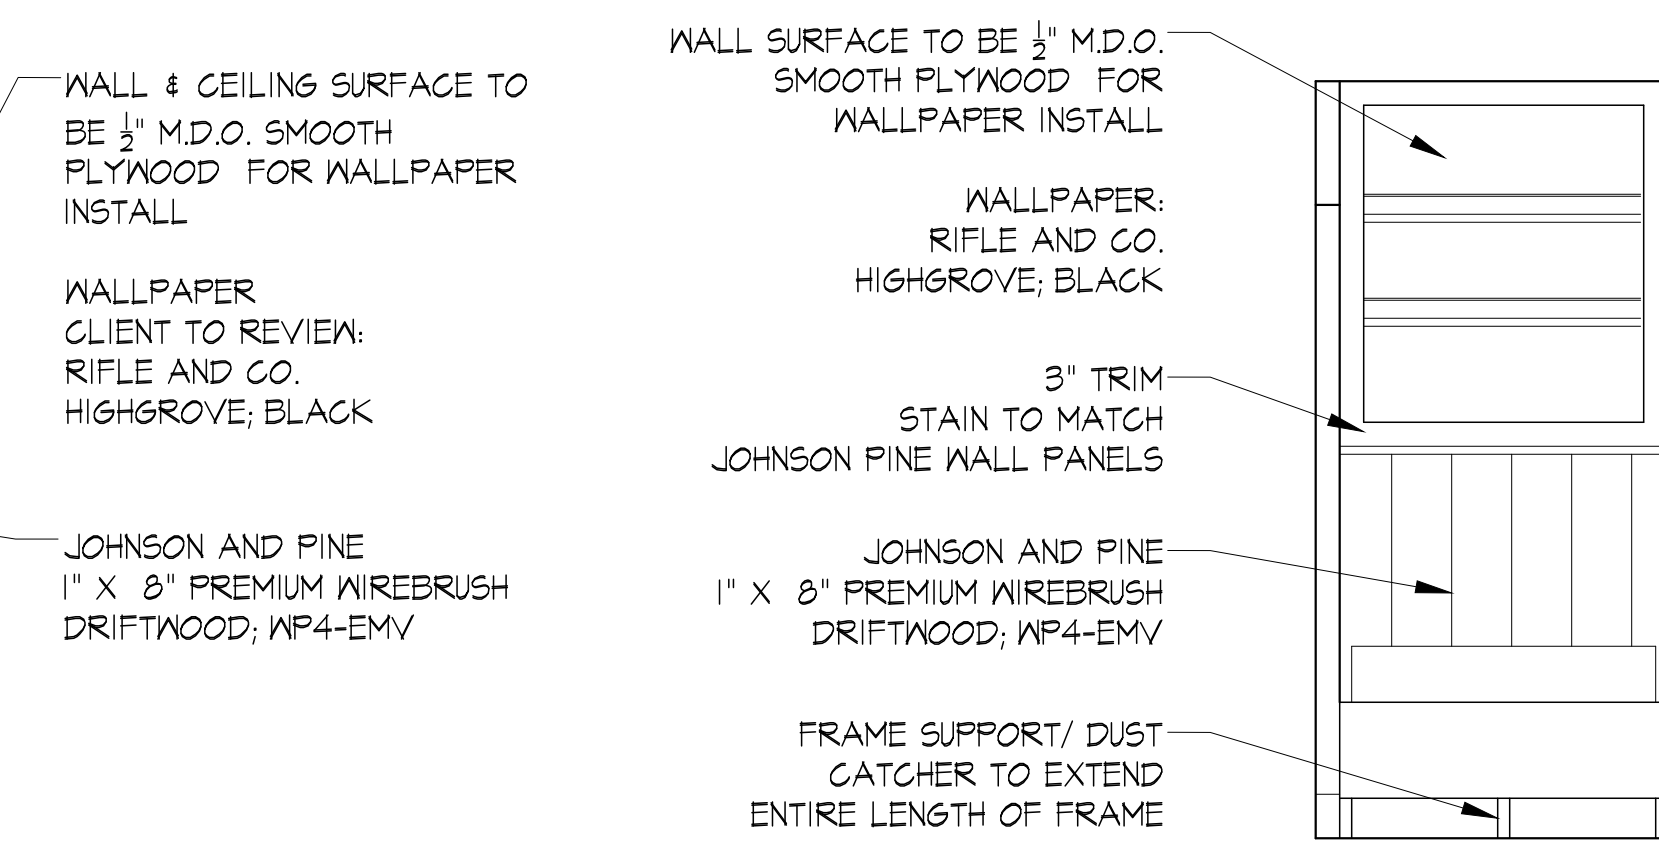 WALL & CEILING SURFACE TO
BE 1/2" M.D.O. SMOOTH
PLYWOOD FOR WALLPAPER
INSTALL
WALLPAPER
CLIENT TO REVIEW:
RIFLE AND CO.
HIGHGROVE; BLACK
JOHNSON AND PINE
1" X 8" PREMIUM WIREBRUSH
DRIFTWOOD; WP4-EMV
WALL SURFACE TO BE 1/2" M.D.O.
SMOOTH PLYWOOD FOR
WALLPAPER INSTALL
WALLPAPER:
RIFLE AND CO.
HIGHGROVE; BLACK
3" TRIM
STAIN TO MATCH
JOHNSON PINE WALL PANELS
JOHNSON AND PINE
1" X 8" PREMIUM WIREBRUSH
DRIFTWOOD; WP4-EMV
FRAME SUPPORT/ DUST
CATCHER TO EXTEND
ENTIRE LENGTH OF FRAME